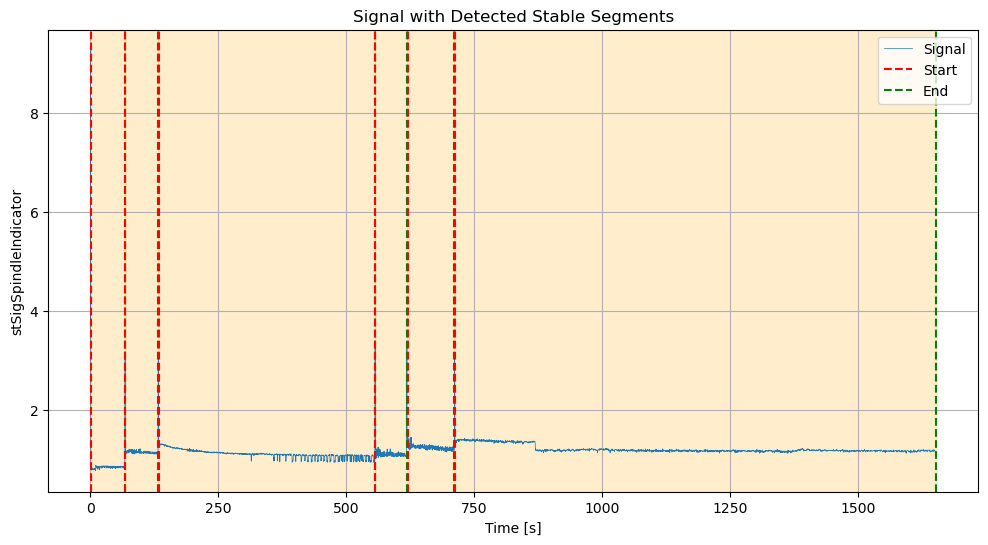 Signal with Detected Stable Segments
Signal
Start
End
stSigSpindleIndicator
8
6
4
2
0 250 500 750 1000 1250 1500
Time [s]